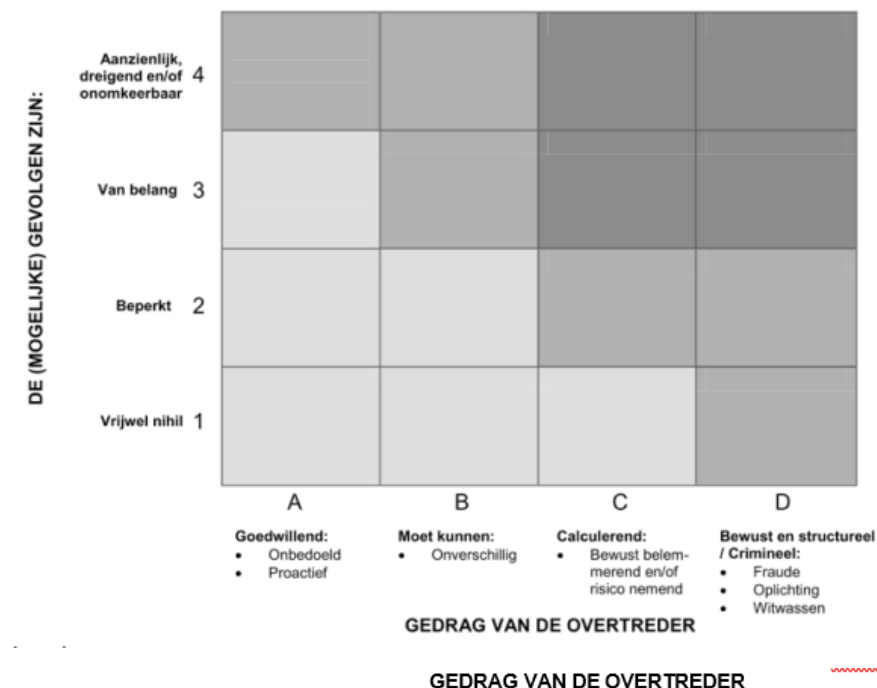 DE (MOGELIJKE) GEVOLGEN ZIJN:
Aanzienlijk,
dreigend en/of
onomkeerbaar
4
Van belang 3
Beperkt 2
Vrijwel nihil 1
A
B
C
D
Goedwillend:
• Onbedoeld
• Proactief
Moet kunnen:
• Onverschillig
Calculerend:
• Bewust belem-
merend en/of
risico nemend
Bewust en structureel
/ Crimineel:
• Fraude
• Oplichting
• Witwassen
GEDRAG VAN DE OVERTREDER
GEDRAG VAN DE OVERTREDER